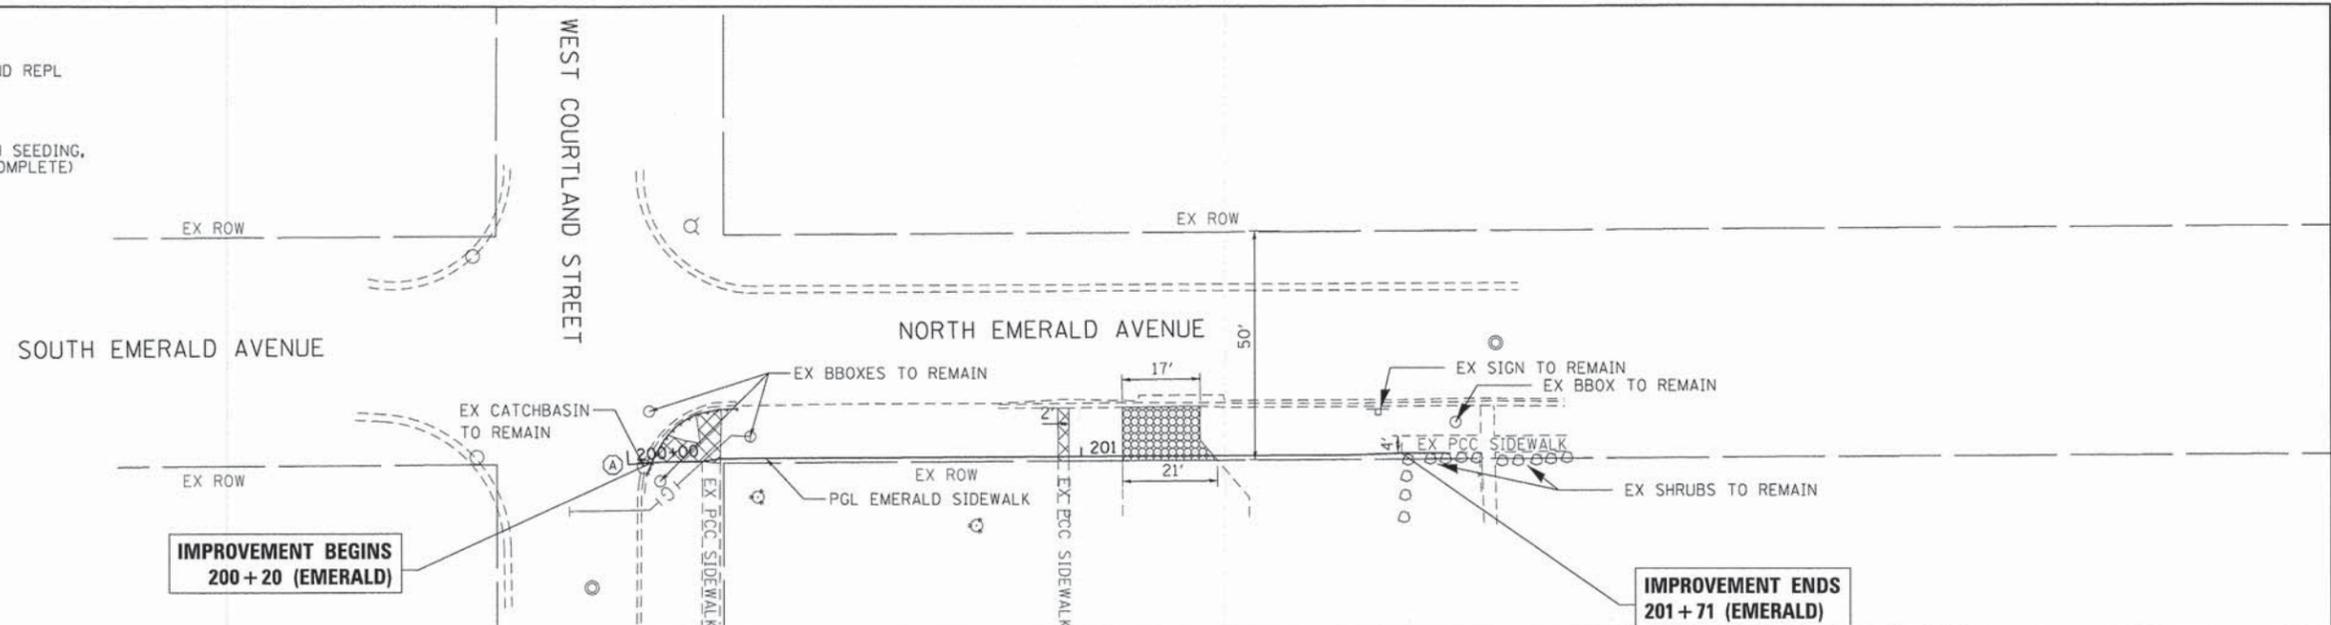 REPL
SEEDING,
WEST COURTLAND STREET
EX ROW
EX ROW
NORTH EMERALD AVENUE
SOUTH EMERALD AVENUE
50'
17'
EX SIGN TO REMAIN
EX BBOX TO REMAIN
EX BBOXES TO REMAIN
EX CATCHBASIN
TO REMAIN
2'
4'
EX PCC SIDEWALK
A
200+00
201
EX ROW
EX ROW
21'
PGL EMERALD SIDEWALK
EX SHRUBS TO REMAIN
EX PCC SIDEWALK
EX PCC SIDEWALK
IMPROVEMENT BEGINS
200+20 (EMERALD)
IMPROVEMENT ENDS
201+71 (EMERALD)